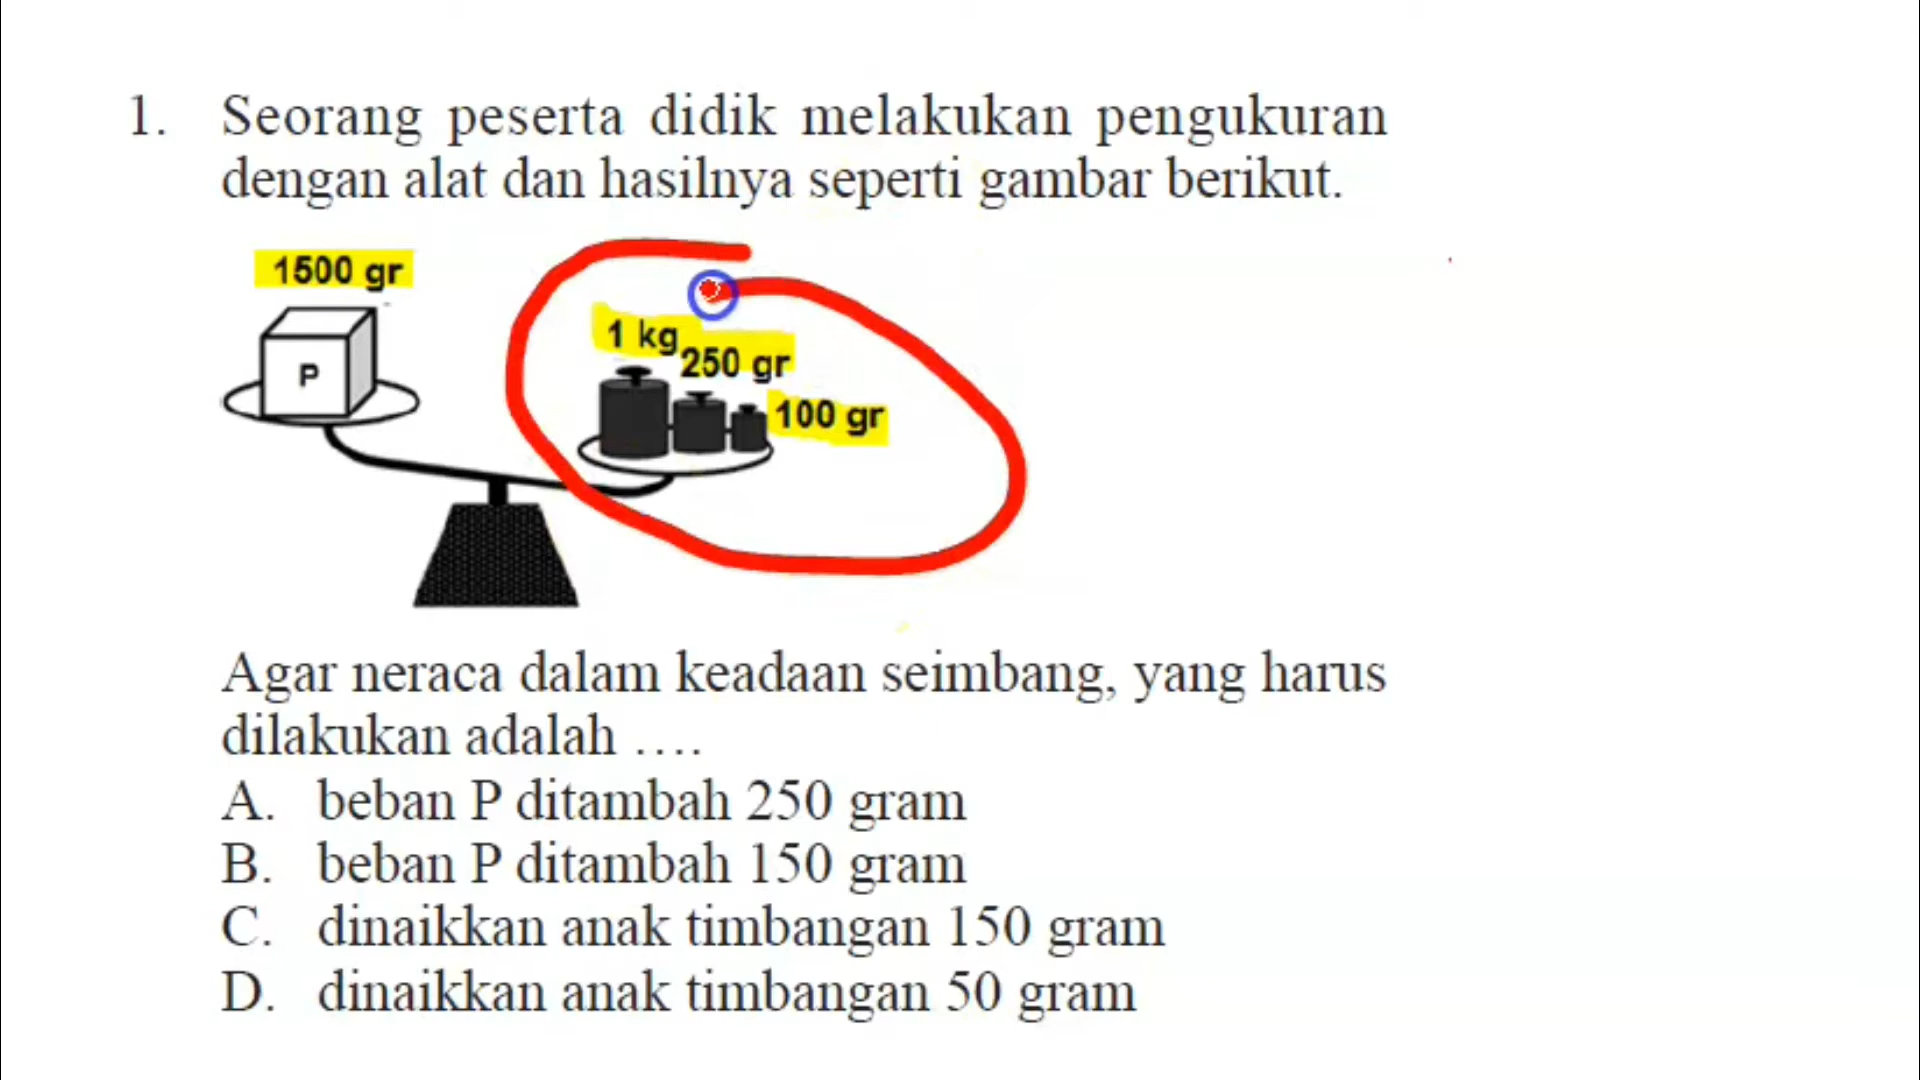 1. Seorang peserta didik melakukan pengukuran
dengan alat dan hasilnya seperti gambar berikut.
1500 gr
1 kg
250 gr
P
100 gr
Agar neraca dalam keadaan seimbang, yang harus
dilakukan adalah ....
A. beban P ditambah 250 gram
B. beban P ditambah 150 gram
C. dinaikkan anak timbangan 150 gram
D. dinaikkan anak timbangan 50 gram